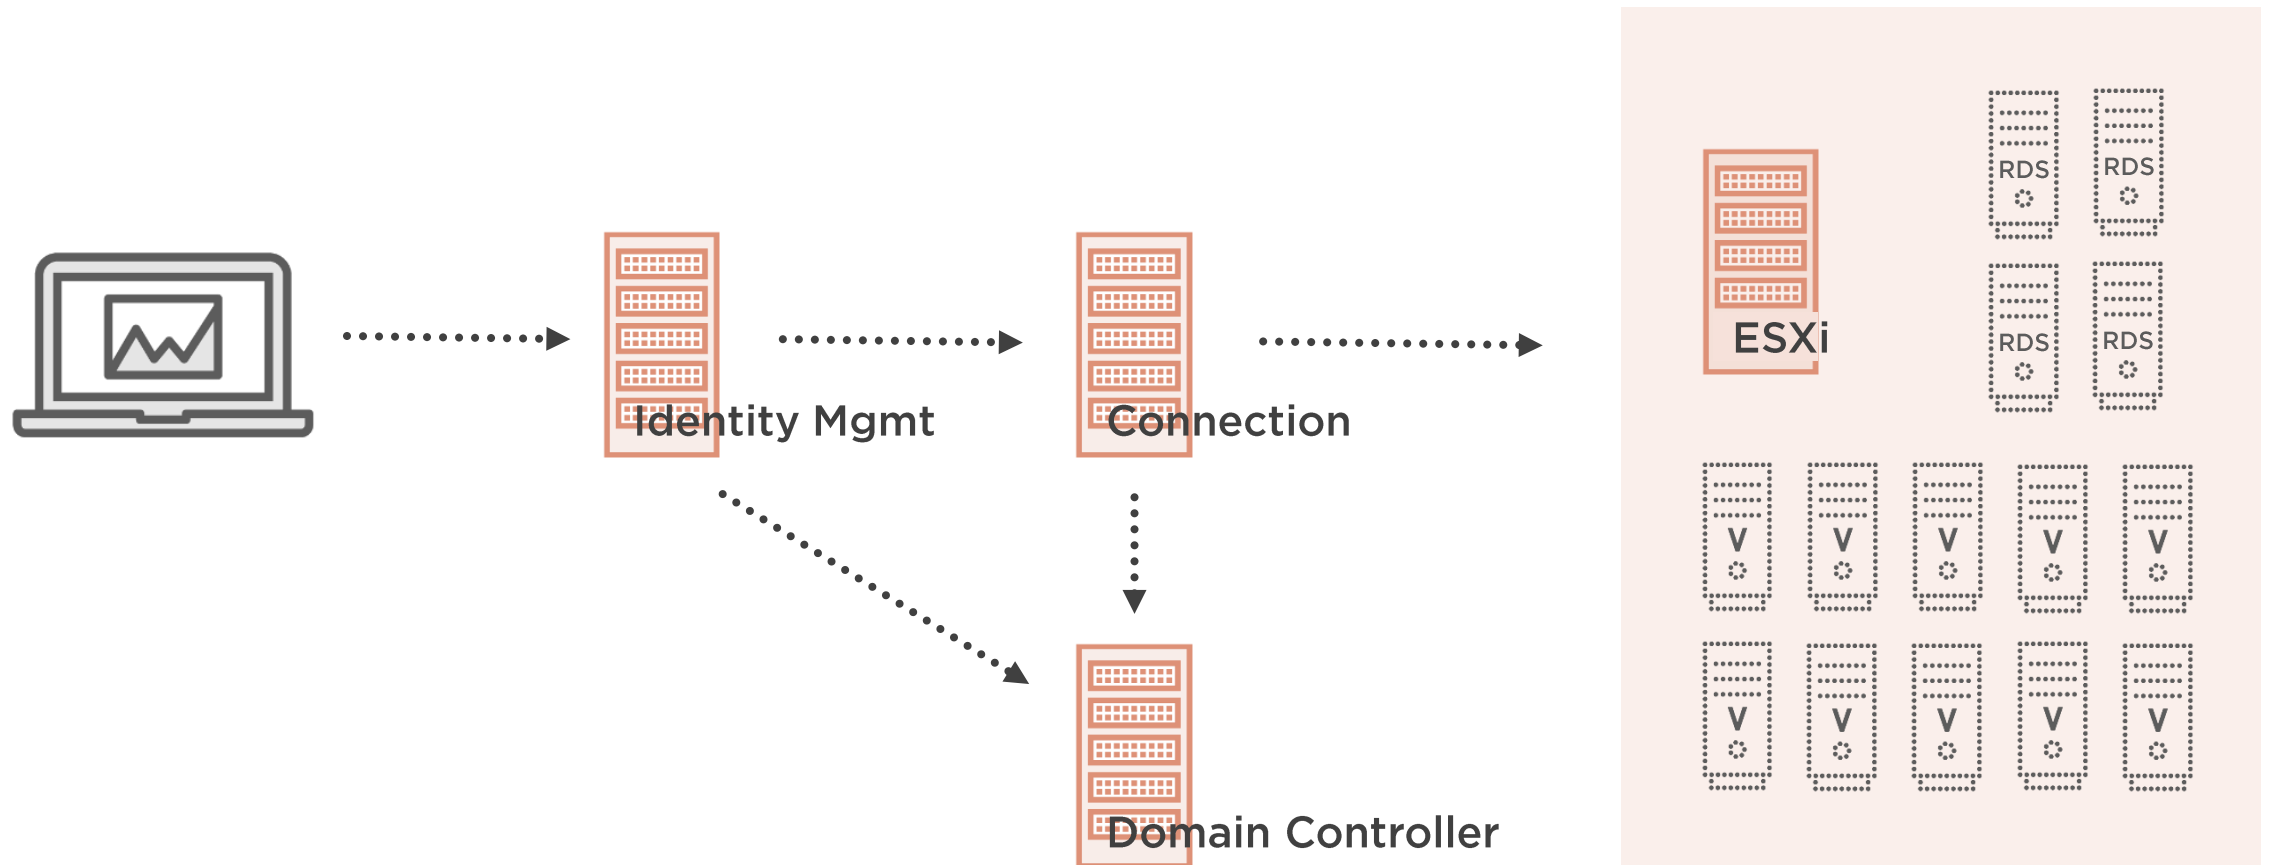 RDS
RDS
RDS
RDS
ESXi
Identity Mgmt
Connection
V
V
V
V
V
V
V
V
V
V
Domain Controller